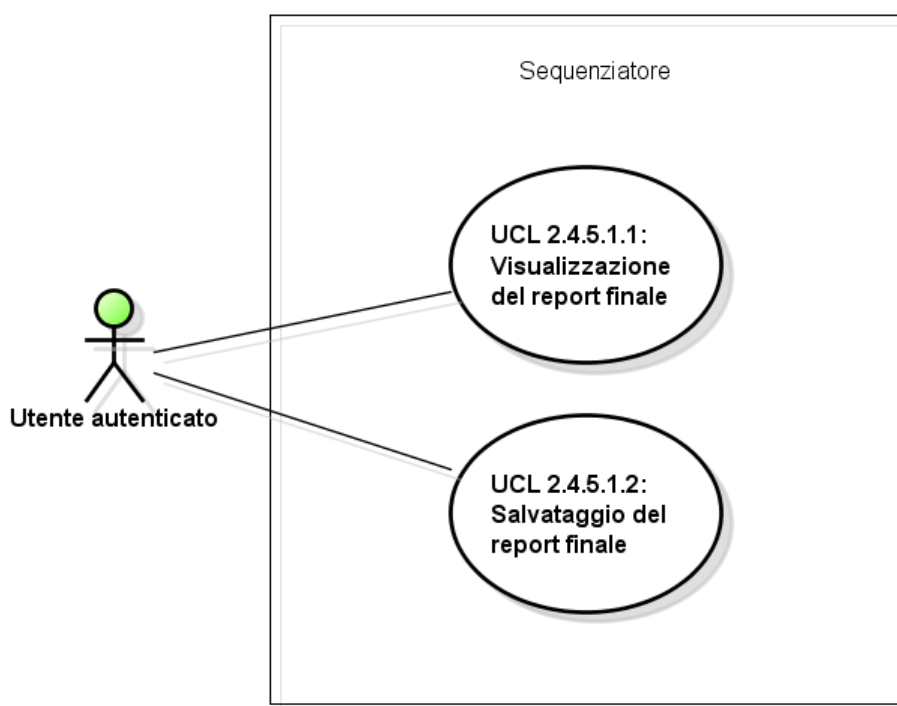 Sequenziatore
UCL 2.4.5.1.1:
Visualizzazione
del report finale
Utente autenticato
UCL 2.4.5.1.2:
Salvataggio del
report finale